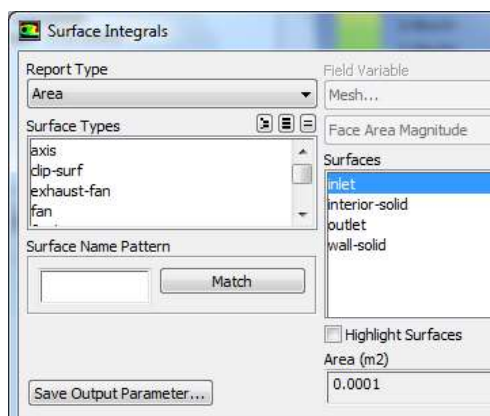 Surface Integrals
Report Type
Area
Surface Types
axis
clip-surf
exhaust-fan
fan
Surface Name Pattern
Match
Save Output Parameter...
Field Variable
Mesh...
Face Area Magnitude
Surfaces
inlet
interior-solid
outlet
wall-solid
Highlight Surfaces
Area (m2)
0.0001